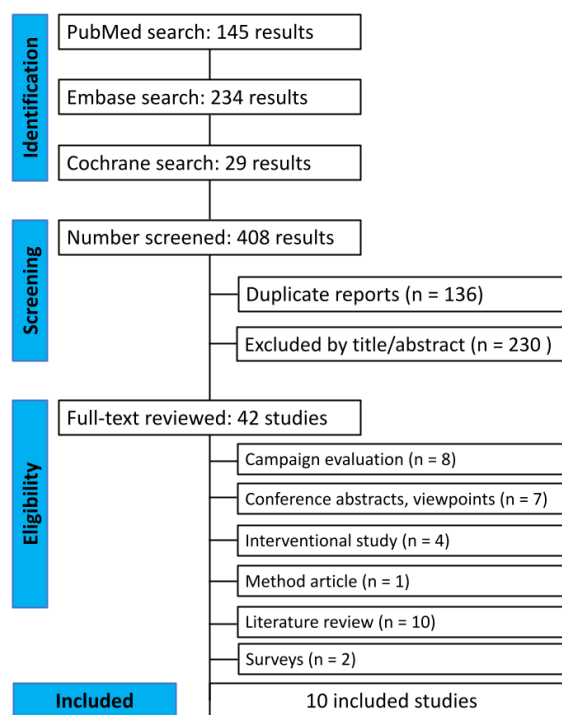 Identification
PubMed search: 145 results
Embase search: 234 results
Cochrane search: 29 results
Screening
Number screened: 408 results
Duplicate reports (n = 136)
Excluded by title/abstract (n = 230 )
Eligibility
Full-text reviewed: 42 studies
Campaign evaluation (n = 8)
Conference abstracts, viewpoints (n = 7)
Interventional study (n = 4)
Method article (n = 1)
Literature review (n = 10)
Surveys (n = 2)
Included
10 included studies